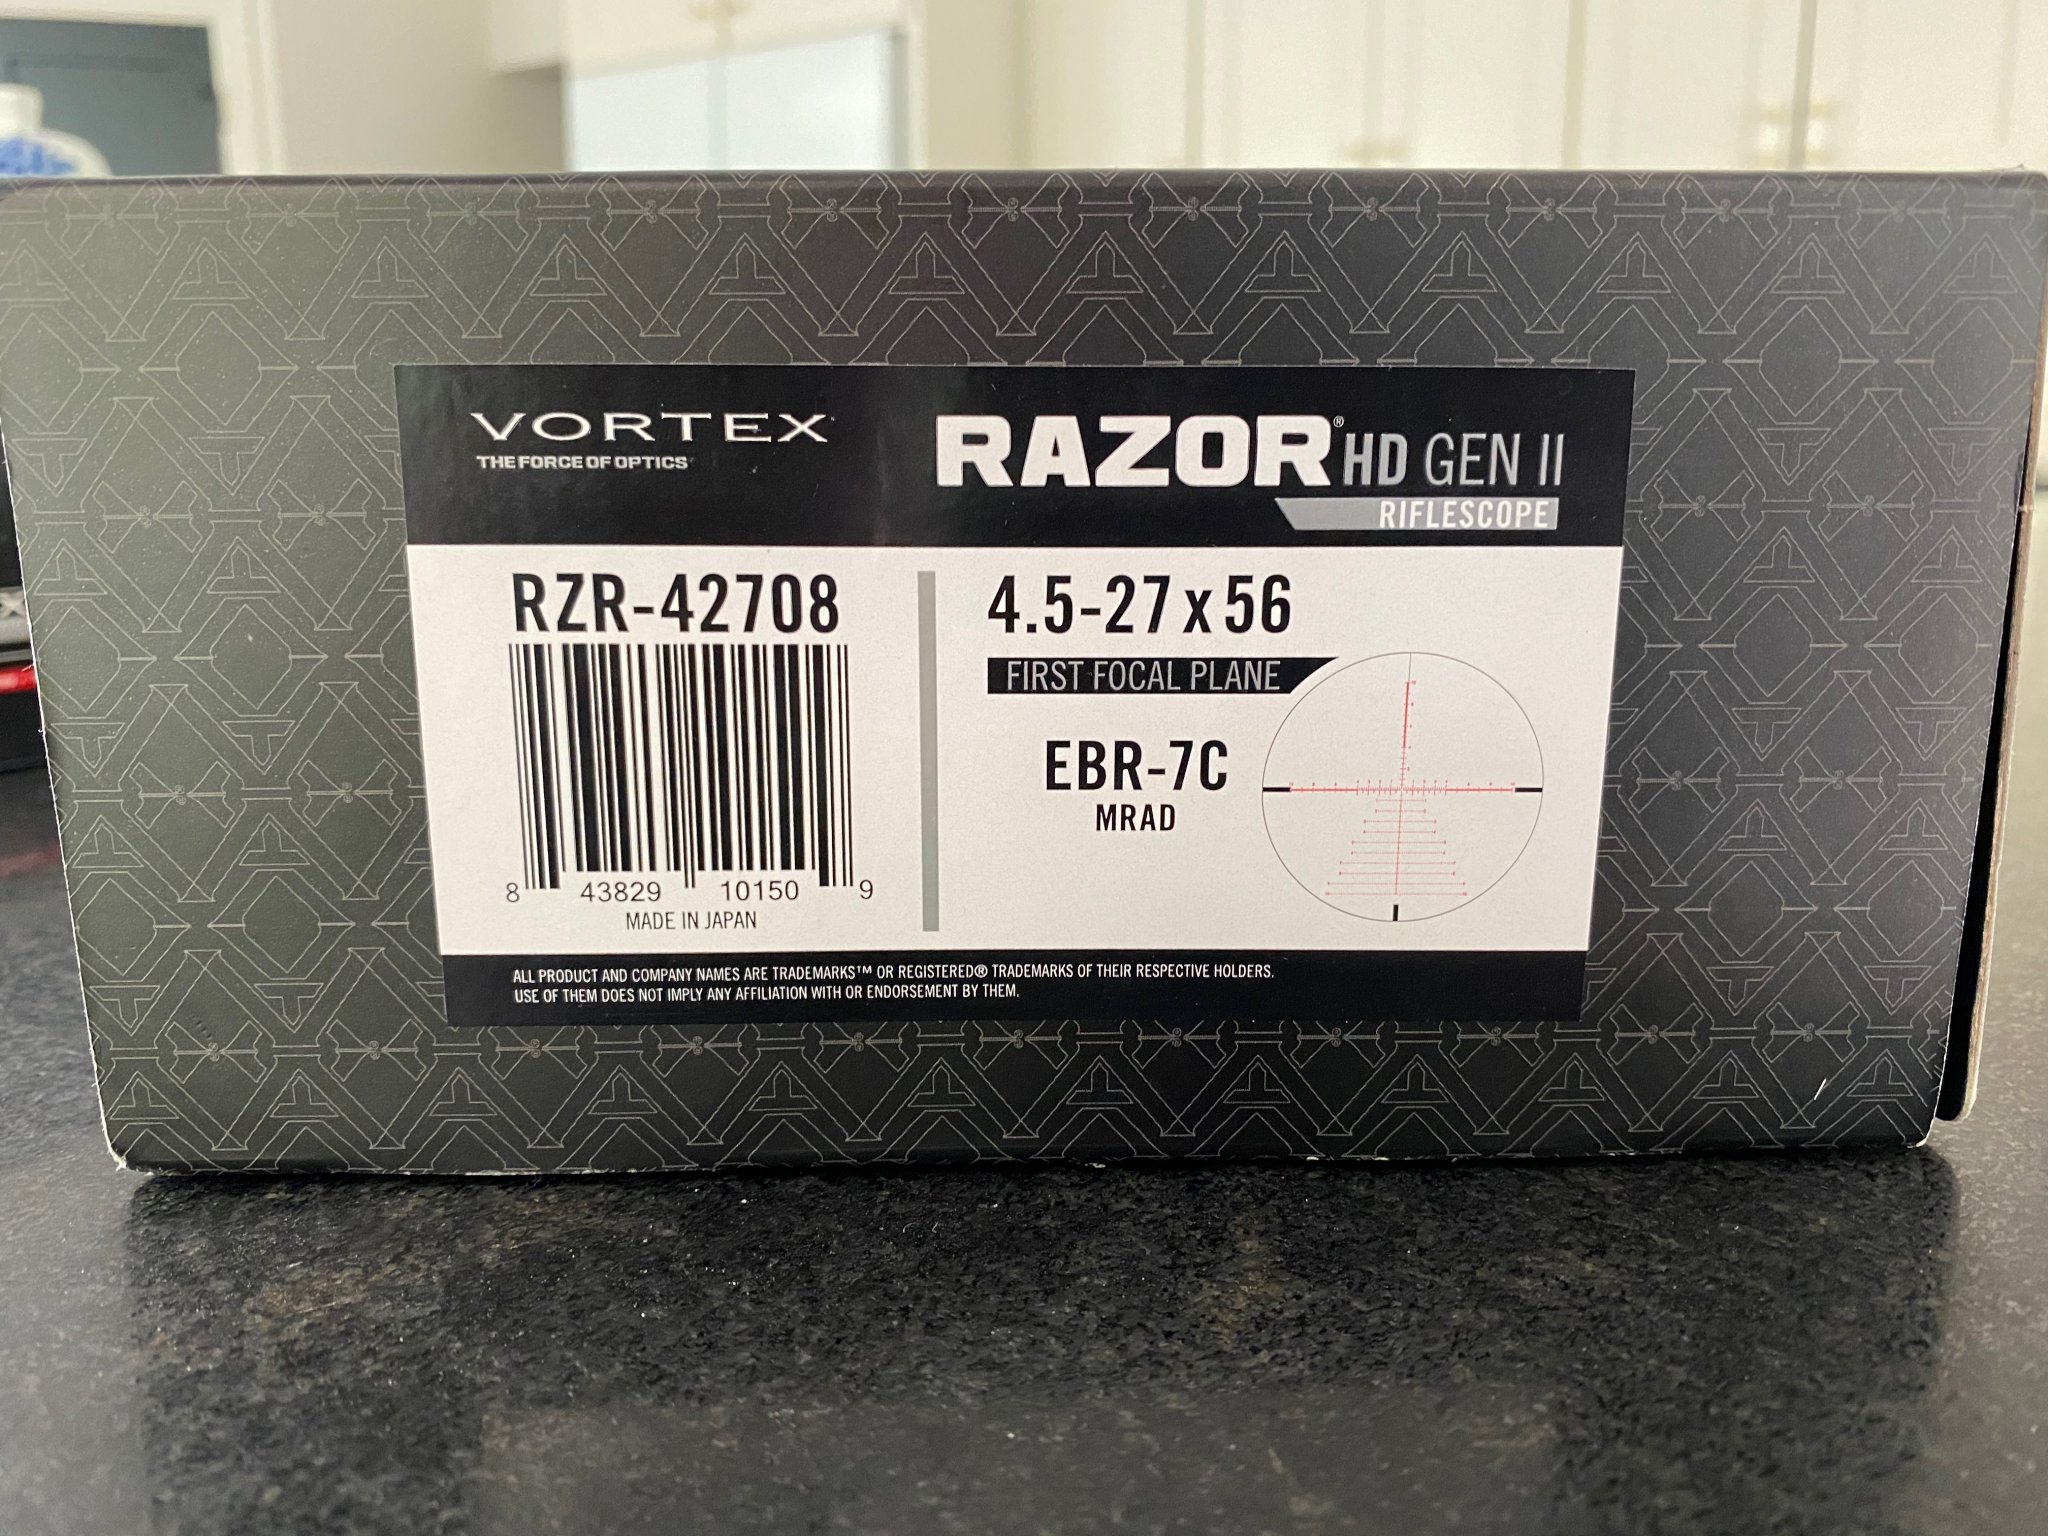 VORTEX
THE FORCE OF OPTICS
RAZOR® HD GEN II
RIFLESCOPE
RZR-42708
8 43829 10150 9
MADE IN JAPAN
4.5-27x56
FIRST FOCAL PLANE
EBR-7C
MRAD
ALL PRODUCT AND COMPANY NAMES ARE TRADEMARKS™ OR REGISTERED® TRADEMARKS OF THEIR RESPECTIVE HOLDERS.
USE OF THEM DOES NOT IMPLY ANY AFFILIATION WITH OR ENDORSEMENT BY THEM.